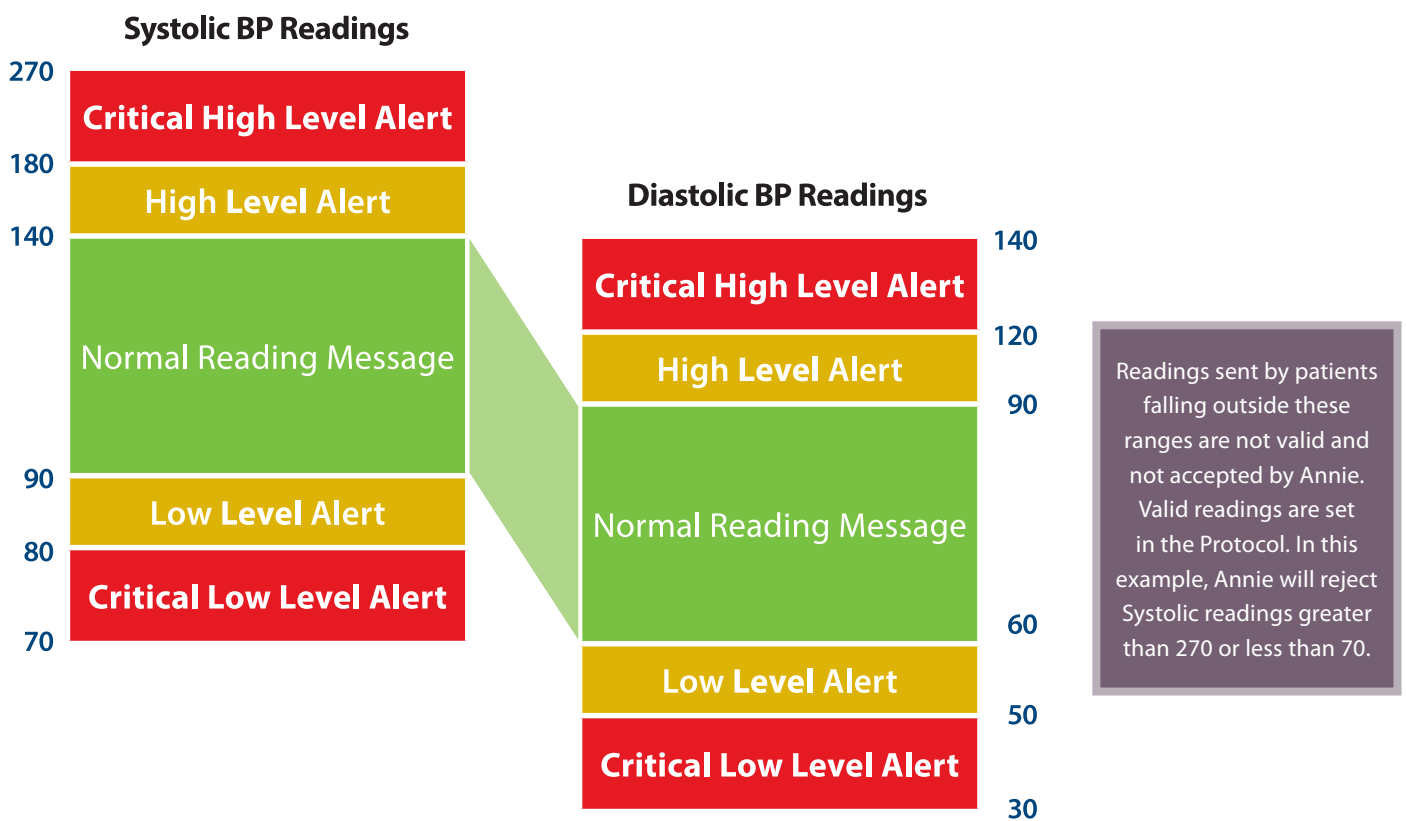 Systolic BP Readings
270
Critical High Level Alert
180
High Level Alert
140
Normal Reading Message
90
Low Level Alert
80
Critical Low Level Alert
70
Diastolic BP Readings
140
Critical High Level Alert
120
High Level Alert
90
Normal Reading Message
60
Low Level Alert
50
Critical Low Level Alert
30
Readings sent by patients
falling outside these
ranges are not valid and
not accepted by Annie.
Valid readings are set
in the Protocol. In this
example, Annie will reject
Systolic readings greater
than 270 or less than 70.